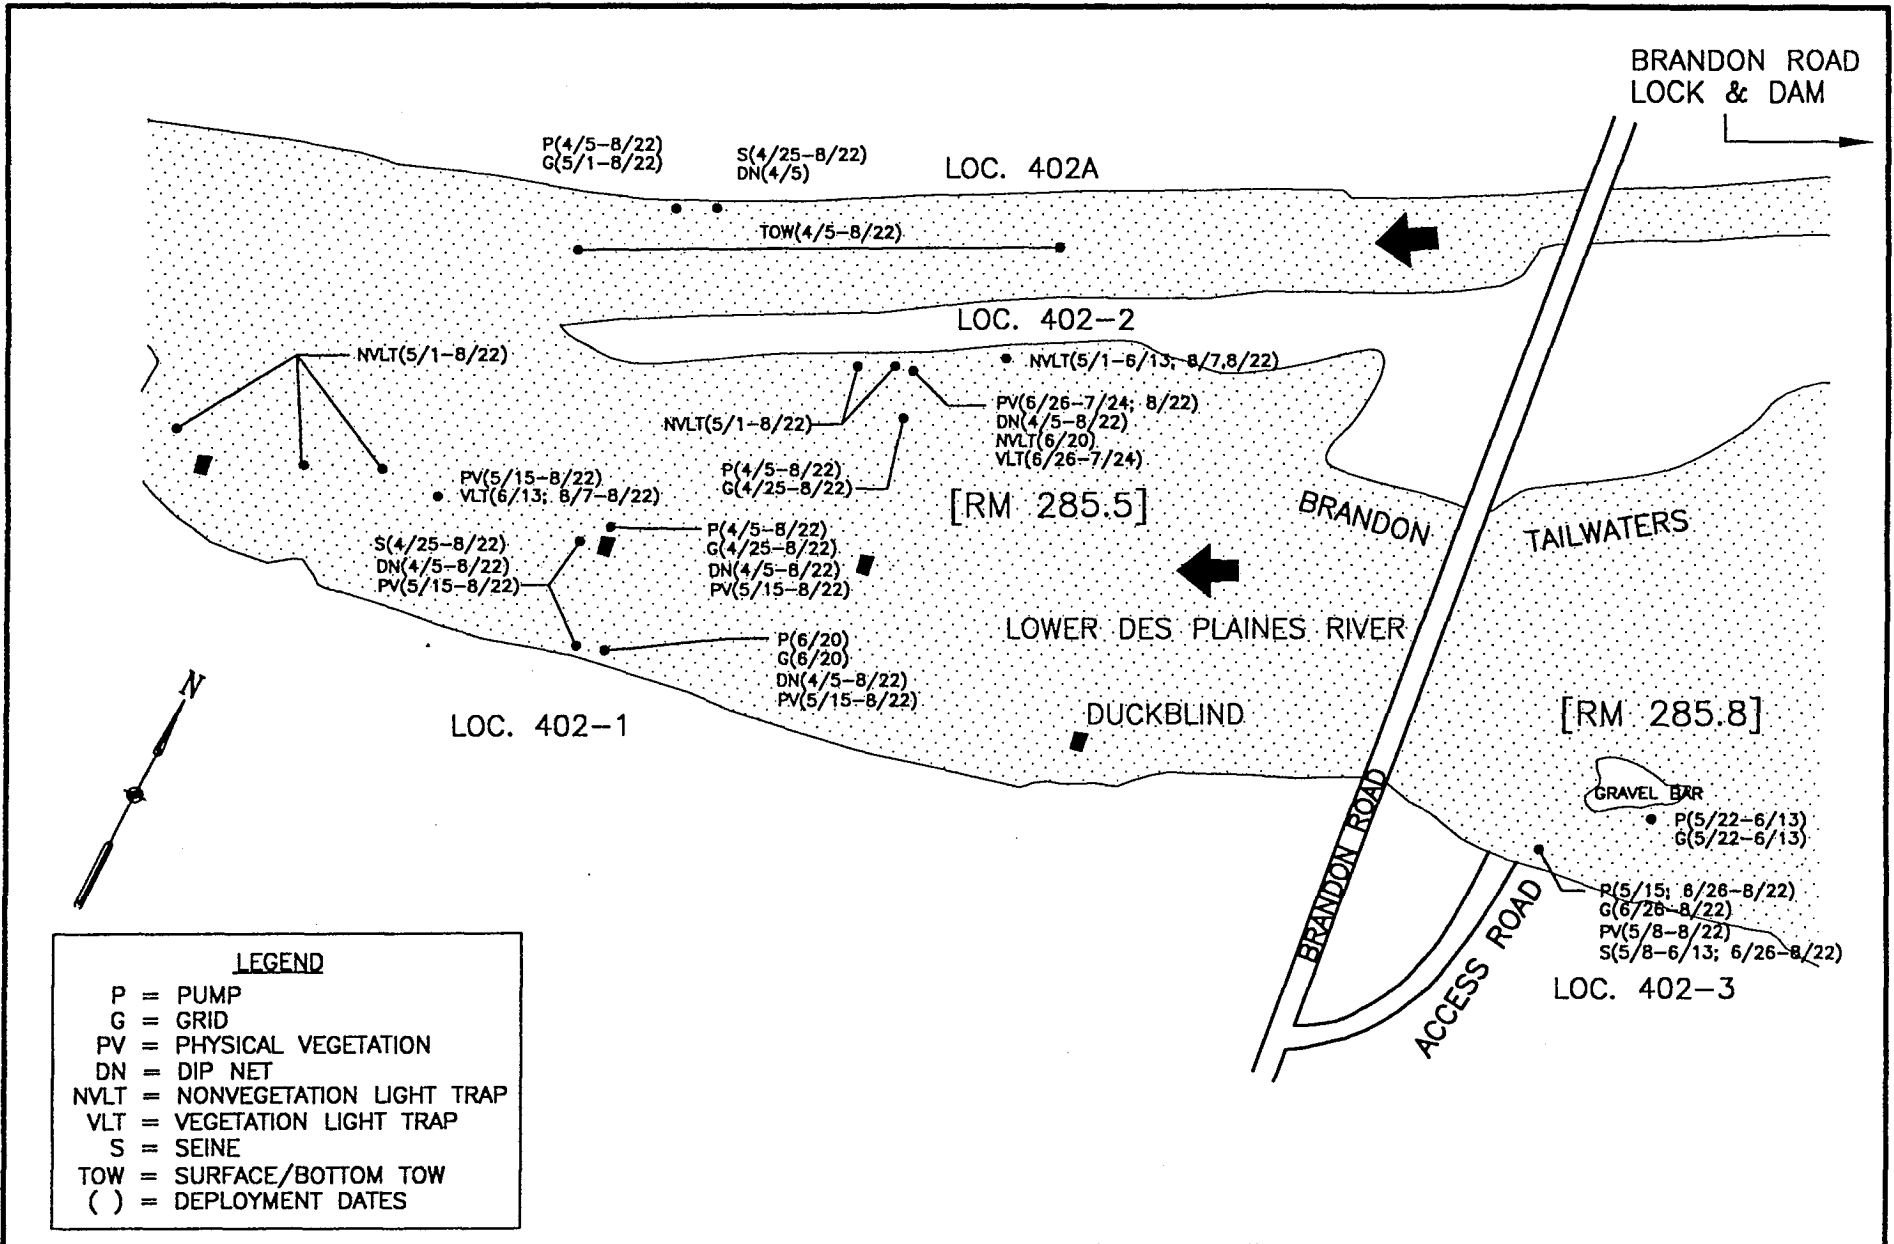 BRANDON ROAD
LOCK & DAM
P(4/5-8/22)
G(5/1-8/22)
S(4/25-8/22)
DN(4/5)
LOC. 402A
TOW(4/5-8/22)
LOC. 402-2
NVLT(5/1-8/22)
NVLT(5/1-6/13; 8/7,8/22)
NVLT(5/1-8/22)
PV(6/26-7/24; 8/22)
DN(4/5-8/22)
NVLT(6/20)
VLT(6/26-7/24)
P(4/5-8/22)
G(4/25-8/22)
PV(5/15-8/22)
VLT(6/13; 8/7-8/22)
[RM 285.5]
BRANDON TAILWATERS
S(4/25-8/22)
DN(4/5-8/22)
PV(5/15-8/22)
P(4/5-8/22)
G(4/25-8/22)
DN(4/5-8/22)
PV(5/15-8/22)
LOWER DES PLAINES RIVER
P(6/20)
G(6/20)
DN(4/5-8/22)
PV(5/15-8/22)
N
LOC. 402-1
DUCKBLIND
[RM 285.8]
GRAVEL BAR
P(5/22-6/13)
G(5/22-6/13)
BRANDON ROAD
ACCESS ROAD
P(5/15; 6/26-8/22)
G(6/26-8/22)
PV(5/8-8/22)
S(5/8-6/13; 6/26-8/22)
LOC. 402-3
LEGEND
P = PUMP
G = GRID
PV = PHYSICAL VEGETATION
DN = DIP NET
NVLT = NONVEGETATION LIGHT TRAP
VLT = VEGETATION LIGHT TRAP
S = SEINE
TOW = SURFACE/BOTTOM TOW
( ) = DEPLOYMENT DATES